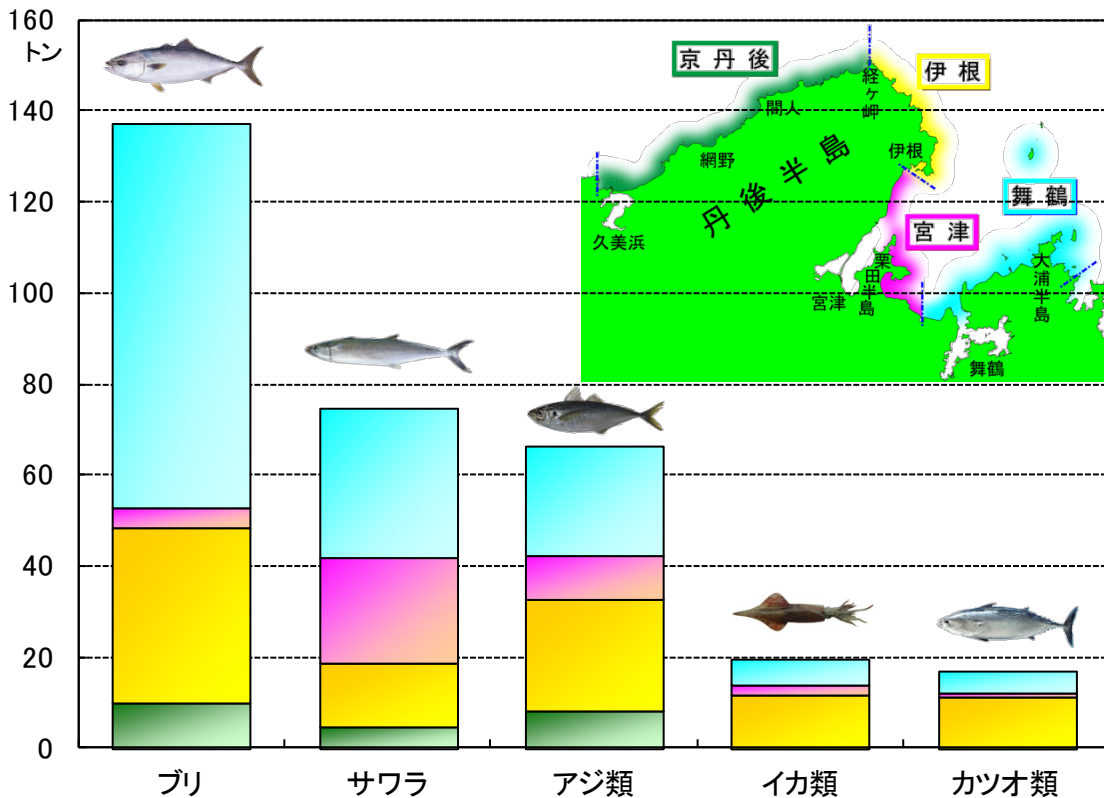 160
トン
140
120
100
80
60
40
20
0
ブリ
サワラ
アジ類
イカ類
カツオ類
京丹後
伊根
舞鶴
宮津
経ヶ岬
間人
網野
久美浜
丹後半島
伊根
宮津
栗田半島
大浦半島
舞鶴